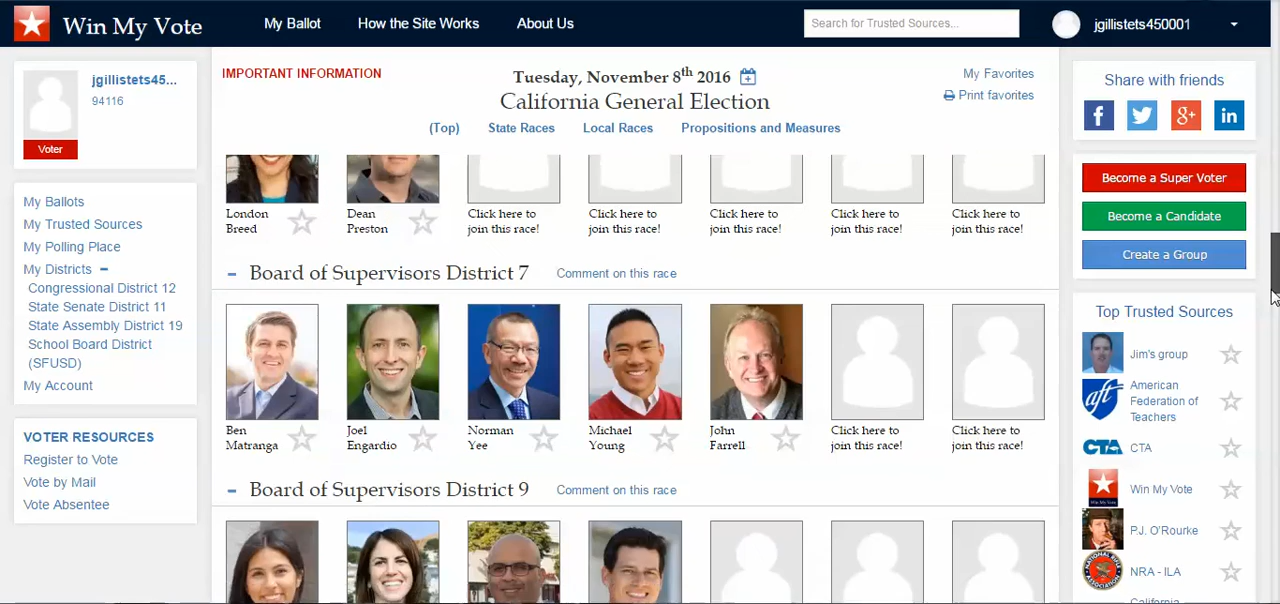 Win My Vote
My Ballot
How the Site Works
About Us
Search for Trusted Sources...
jgillistets450001
jgillistets45...
94116
Voter
My Ballots
My Trusted Sources
My Polling Place
My Districts
Congressional District 12
State Senate District 11
State Assembly District 19
School Board District
(SFUSD)
My Account
VOTER RESOURCES
Register to Vote
Vote by Mail
Vote Absentee
IMPORTANT INFORMATION
Tuesday, November 8th 2016
California General Election
My Favorites
Print favorites
(Top)
State Races
Local Races
Propositions and Measures
London
Breed
Dean
Preston
Click here to
join this race!
Click here to
join this race!
Click here to
join this race!
Click here to
join this race!
Click here to
join this race!
Board of Supervisors District 7
Comment on this race
Ben
Matranga
Joel
Engardio
Norman
Yee
Michael
Young
John
Farrell
Click here to
join this race!
Click here to
join this race!
Board of Supervisors District 9
Comment on this race
Share with friends
f
g+
in
Become a Super Voter
Become a Candidate
Create a Group
Top Trusted Sources
Jim's group
aft
American
Federation of
Teachers
CTA
CTA
Win My Vote
Win My Vote
P.J. O'Rourke
NRA - ILA
California